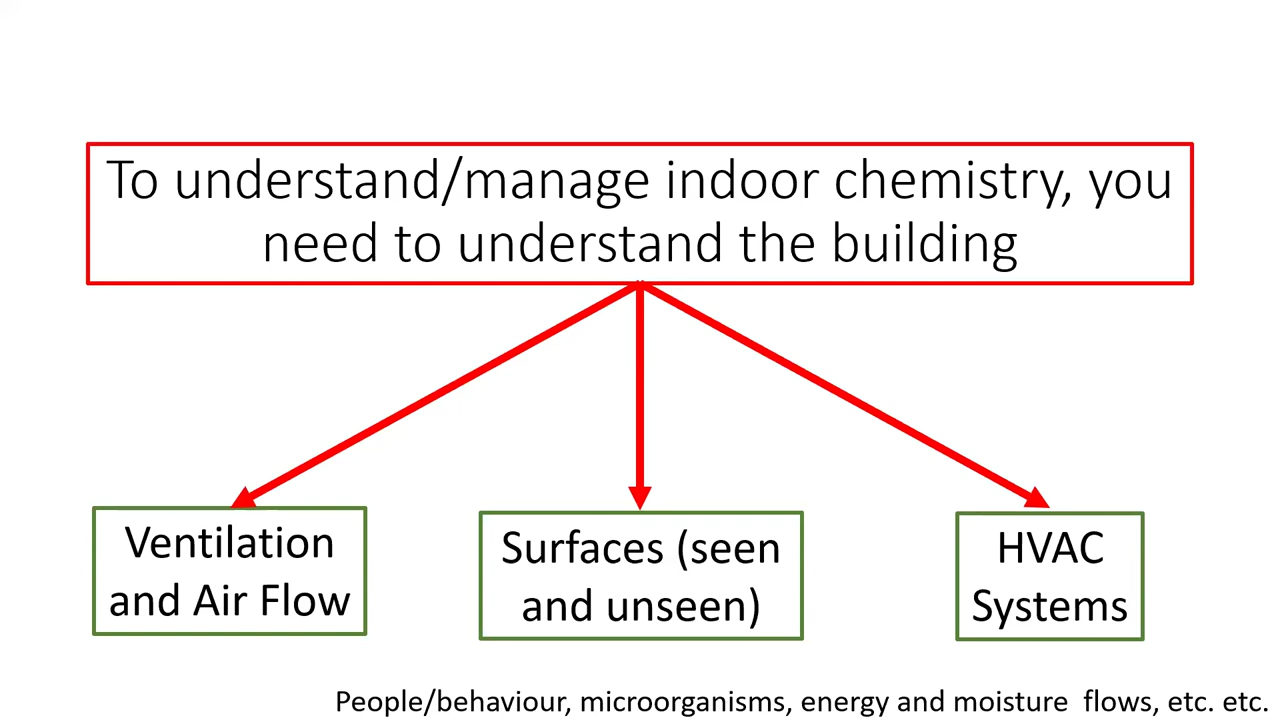 To understand/manage indoor chemistry, you
need to understand the building
Ventilation
and Air Flow
Surfaces (seen
and unseen)
HVAC
Systems
People/behaviour, microorganisms, energy and moisture  flows, etc. etc.